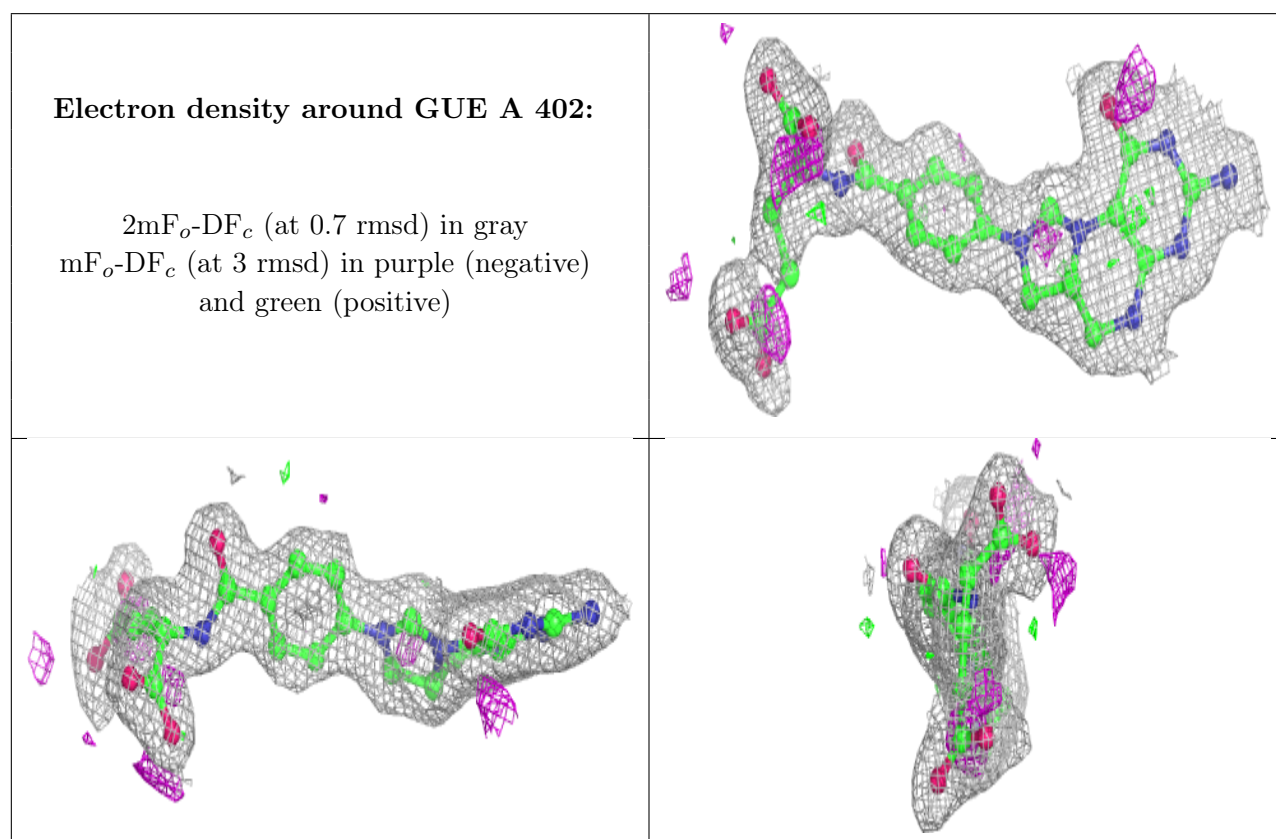 Electron density around GUE A 402:
2mFₒ-DF𝒸 (at 0.7 rmsd) in gray
mFₒ-DF𝒸 (at 3 rmsd) in purple (negative)
and green (positive)